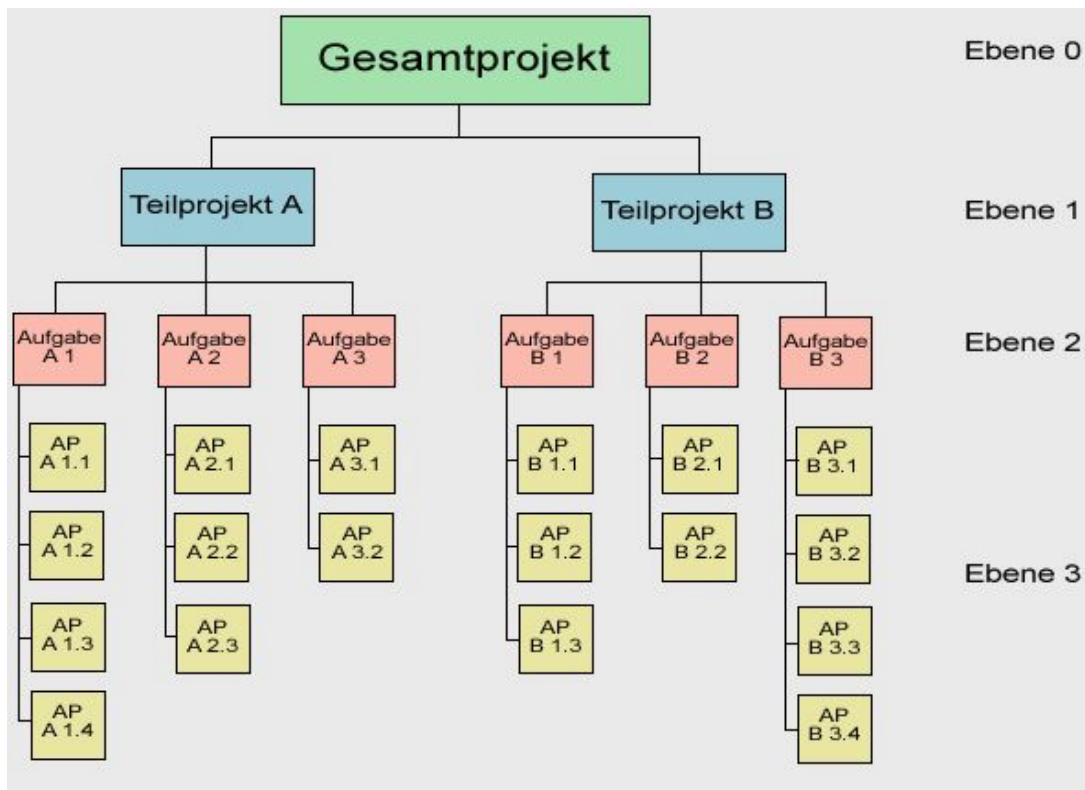 Gesamtprojekt
Ebene 0
Teilprojekt A
Teilprojekt B
Ebene 1
Aufgabe
A 1
Aufgabe
A 2
Aufgabe
A 3
Aufgabe
B 1
Aufgabe
B 2
Aufgabe
B 3
Ebene 2
AP
A 1.1
AP
A 2.1
AP
A 3.1
AP
B 1.1
AP
B 2.1
AP
B 3.1
AP
A 1.2
AP
A 2.2
AP
A 3.2
AP
B 1.2
AP
B 2.2
AP
B 3.2
Ebene 3
AP
A 1.3
AP
A 2.3
AP
B 1.3
AP
B 3.3
AP
A 1.4
AP
B 3.4